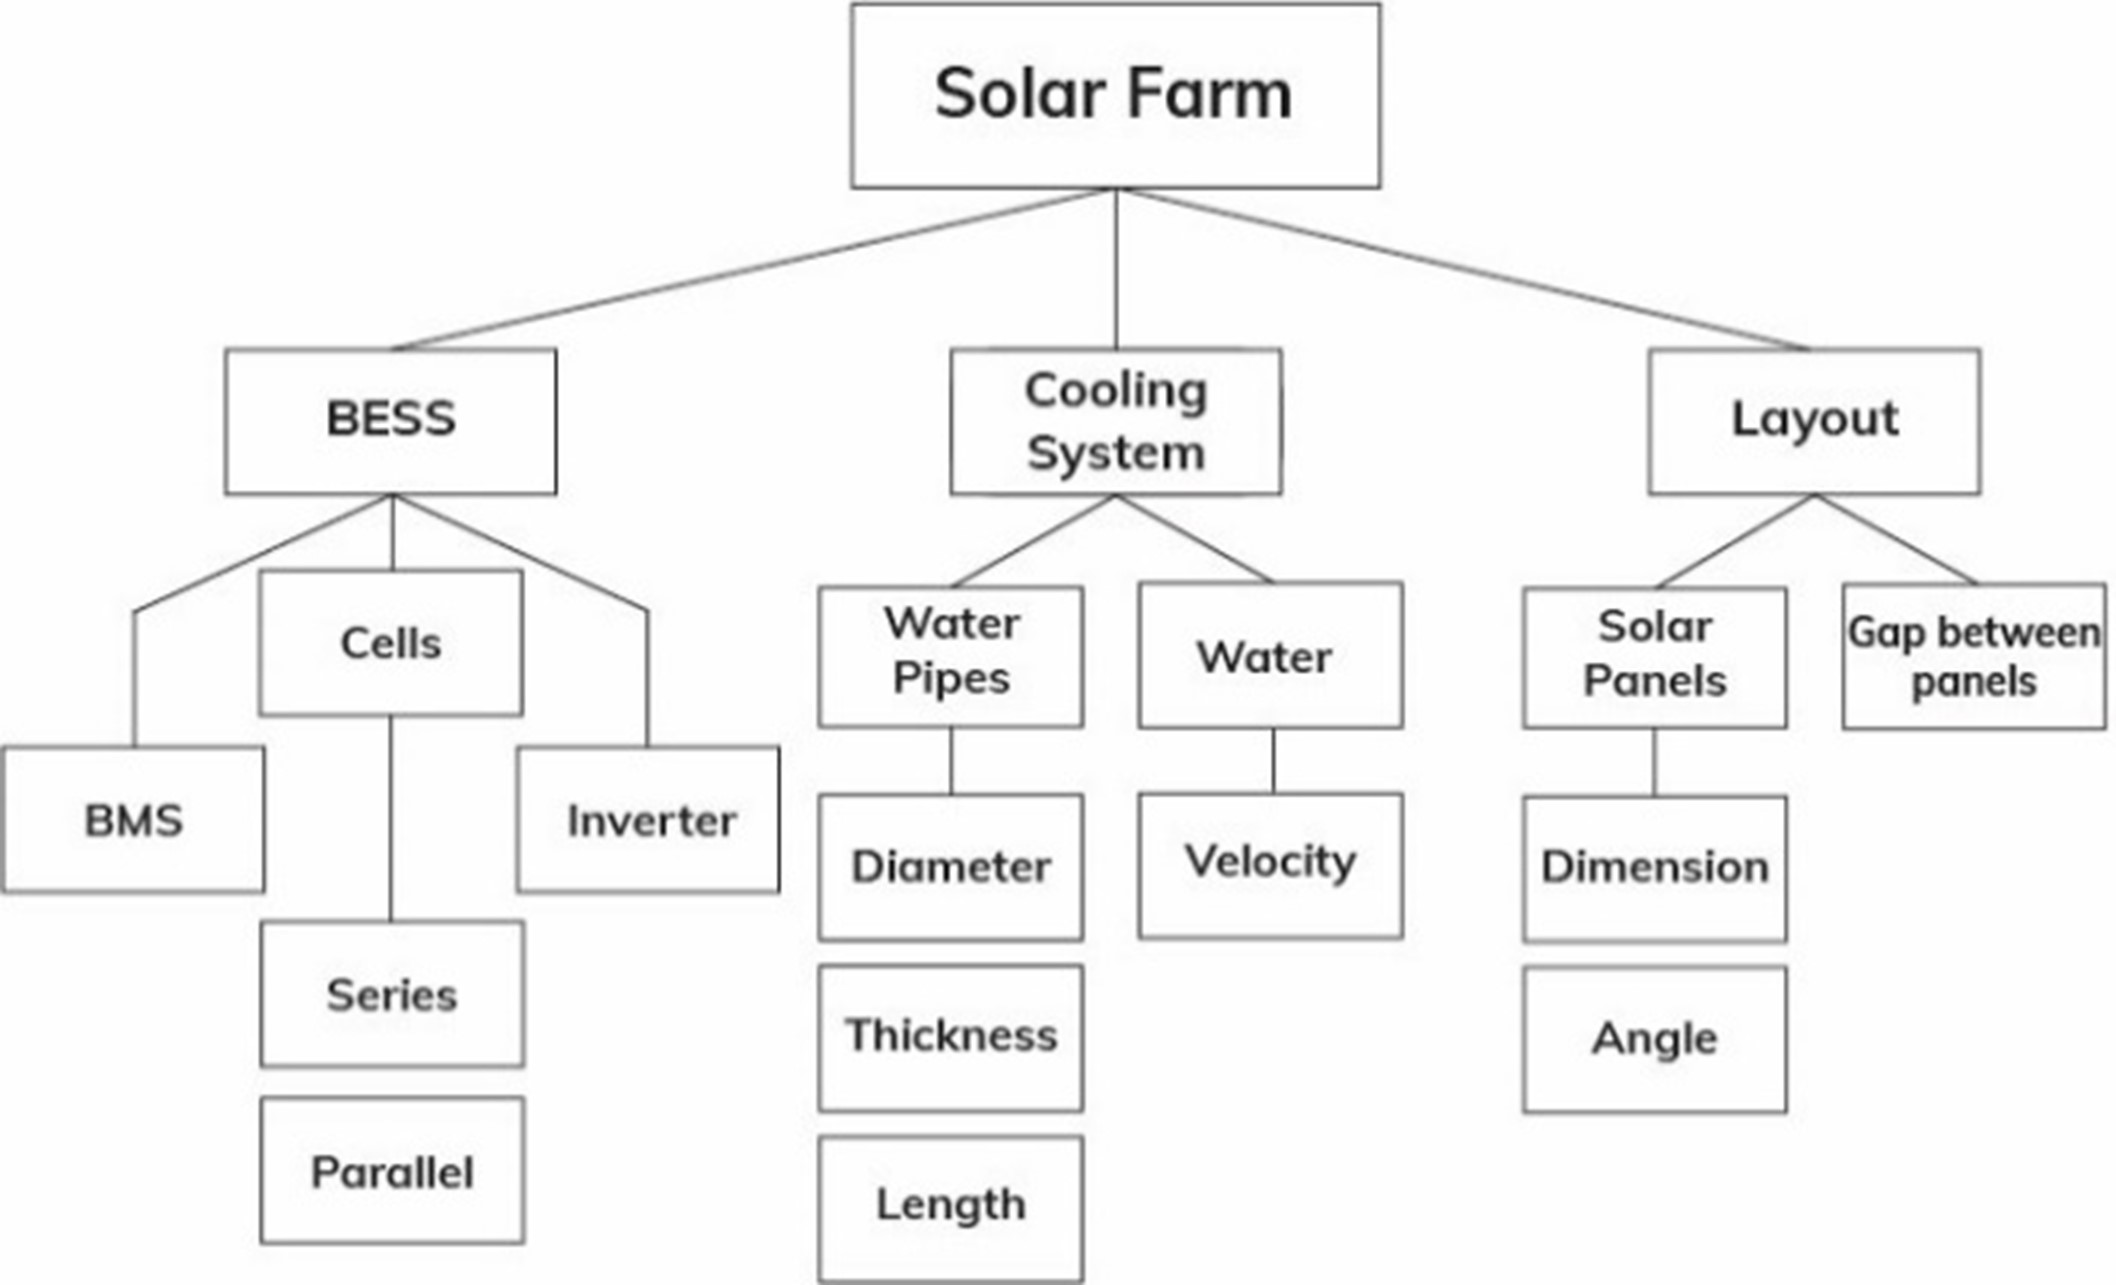 Solar Farm
BESS
Cooling
System
Layout
Cells
Water
Pipes
Water
Solar
Panels
Gap between
panels
BMS
Inverter
Diameter
Velocity
Dimension
Series
Thickness
Angle
Parallel
Length